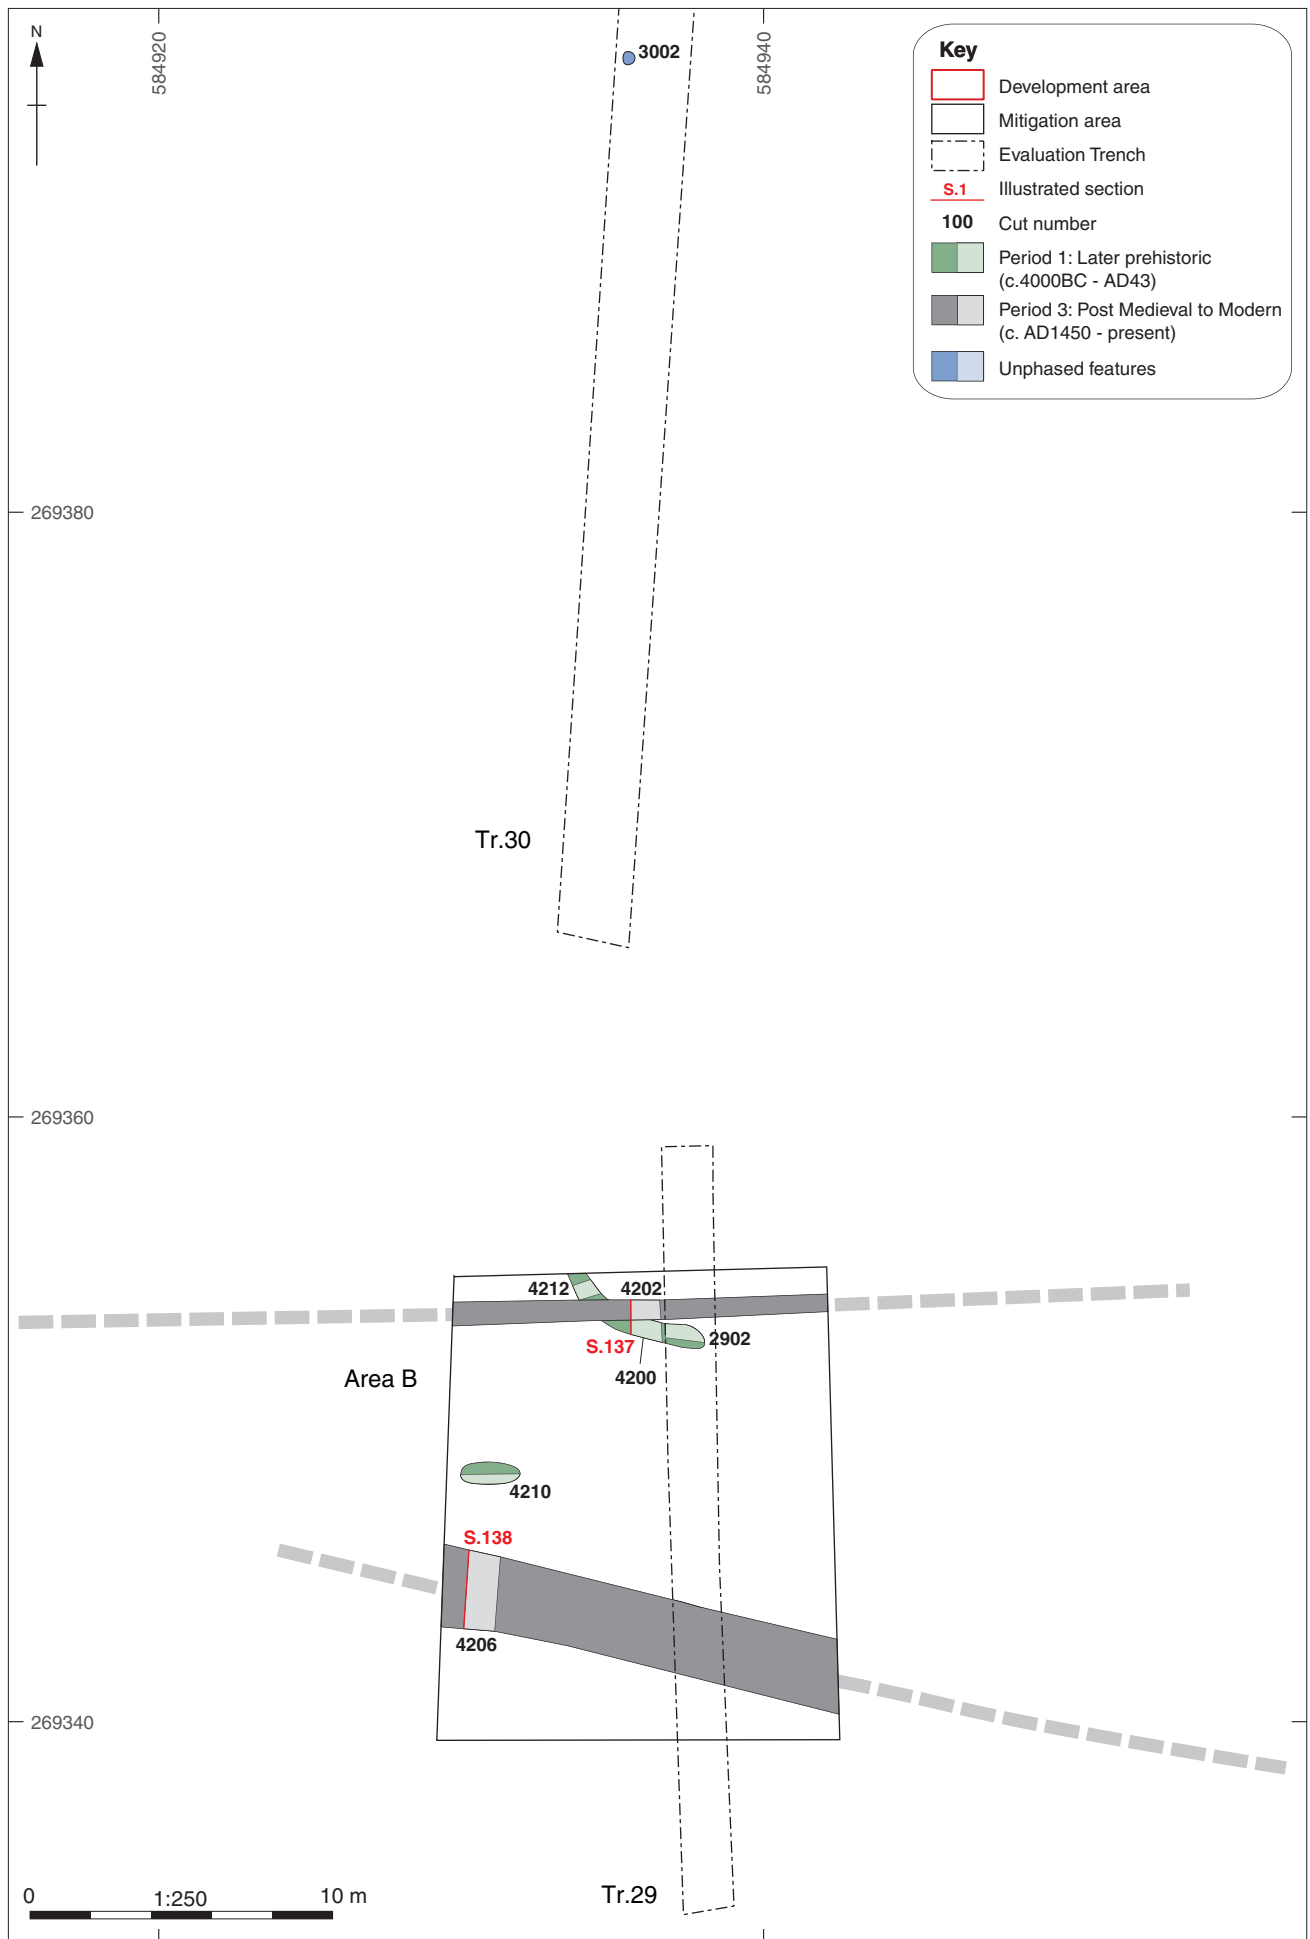 N
584920
3002
584940
Key
Development area
Mitigation area
Evaluation Trench
S.1 Illustrated section
100 Cut number
Period 1: Later prehistoric
(c.4000BC - AD43)
Period 3: Post Medieval to Modern
(c. AD1450 - present)
Unphased features
269380
Tr.30
269360
4212
4202
S.137
2902
4200
Area B
4210
S.138
4206
269340
0 1:250 10 m
Tr.29